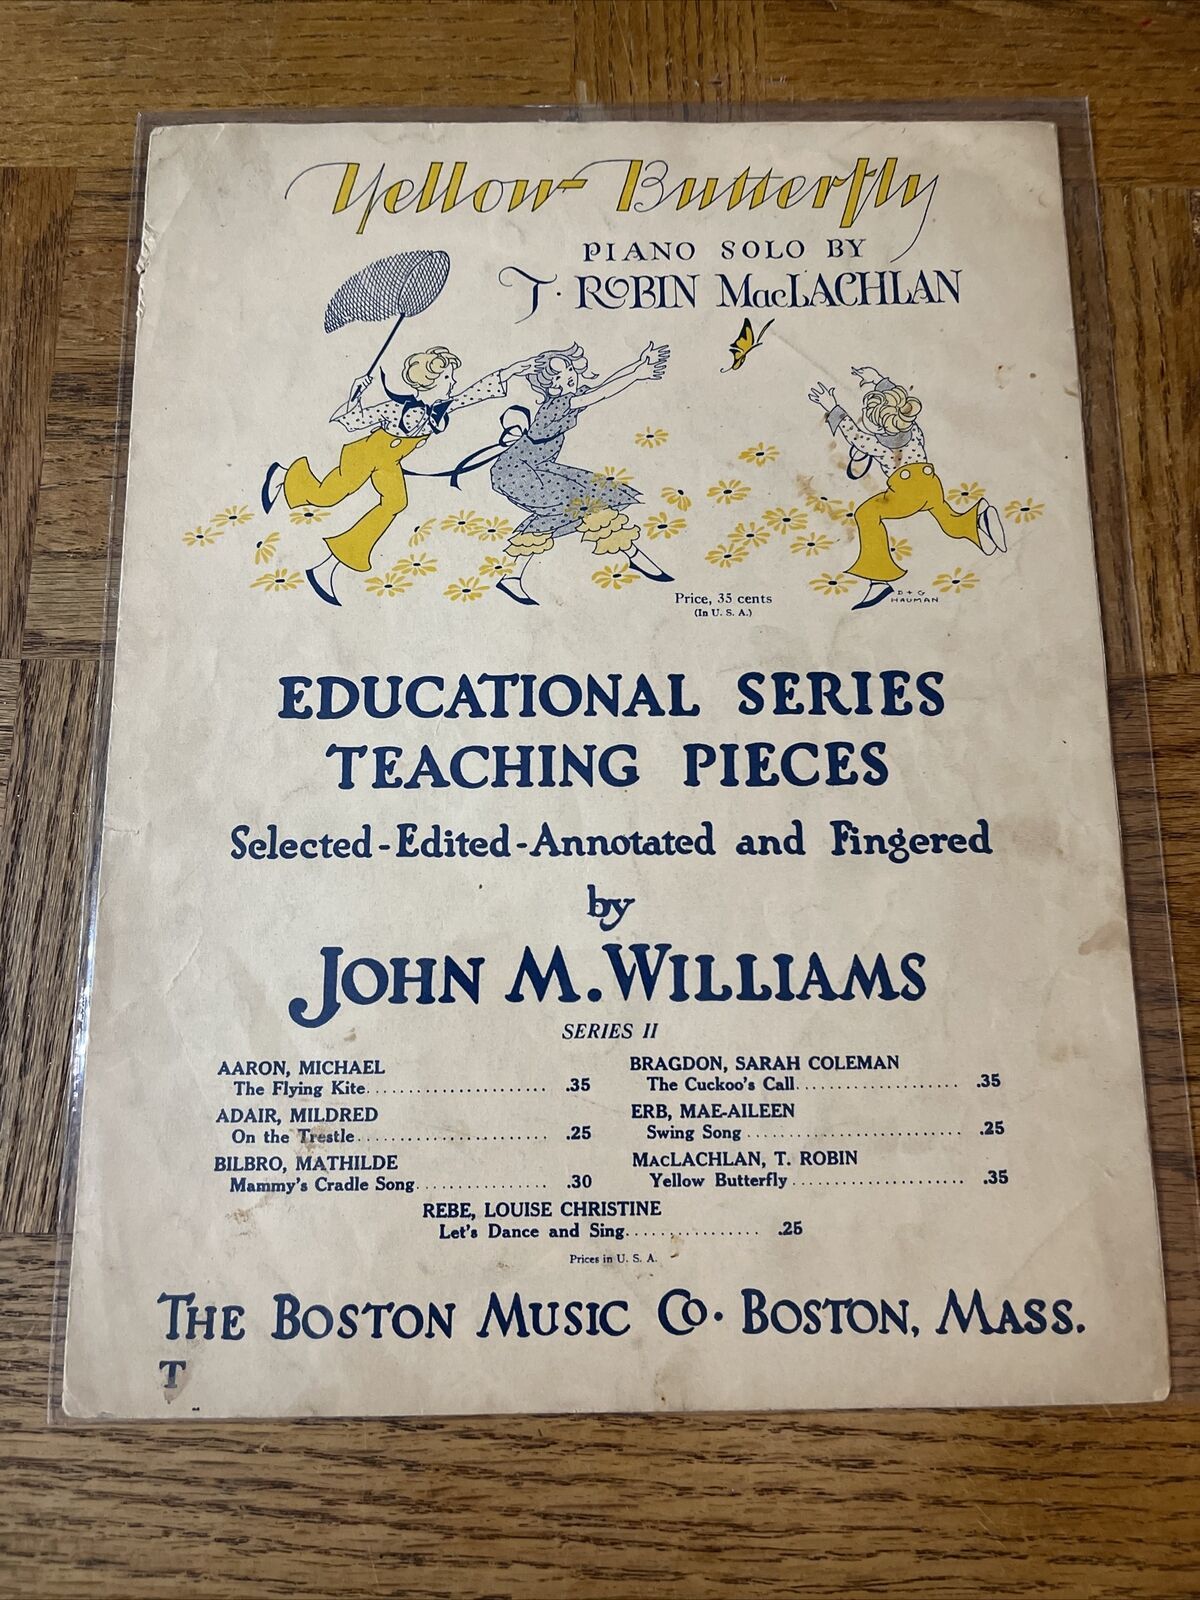 Yellow Butterfly
PIANO SOLO BY
T. ROBIN MacLACHLAN
Price, 35 cents
(In U. S. A.)
D + G
HAUMAN
EDUCATIONAL SERIES
TEACHING PIECES
Selected-Edited-Annotated and Fingered
by
JOHN M. WILLIAMS
SERIES II
AARON, MICHAEL
The Flying Kite.................... .35
ADAIR, MILDRED
On the Trestle...................... .25
BILBRO, MATHILDE
Mammy's Cradle Song............... .30
BRAGDON, SARAH COLEMAN
The Cuckoo's Call................... .35
ERB, MAE-AILEEN
Swing Song......................... .25
MACLACHLAN, T. ROBIN
Yellow Butterfly.................... .35
REBE, LOUISE CHRISTINE
Let's Dance and Sing................ .25
Prices in U. S. A.
THE BOSTON MUSIC CO. BOSTON, MASS.
T